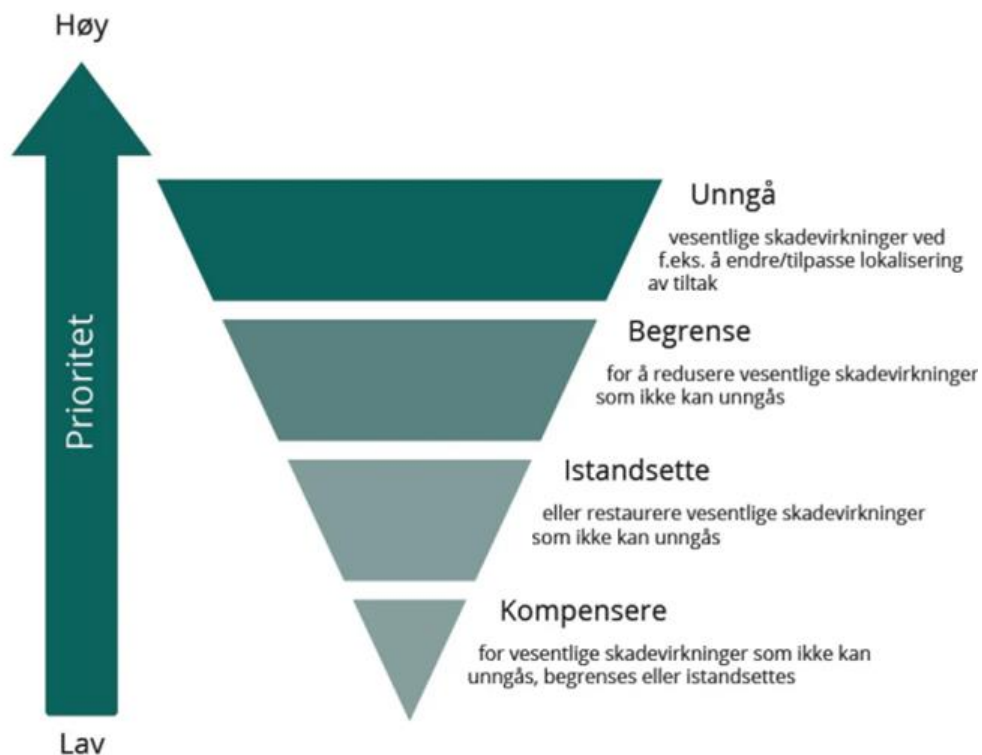 Høy
Prioritet
Lav
Unngå
vesentlige skadevirkninger ved
f.eks. å endre/tilpasse lokalisering
av tiltak
Begrense
for å redusere vesentlige skadevirkninger
som ikke kan unngås
Istandsette
eller restaurere vesentlige skadevirkninger
som ikke kan unngås
Kompensere
for vesentlige skadevirkninger som ikke kan
unngås, begrenses eller istandsettes